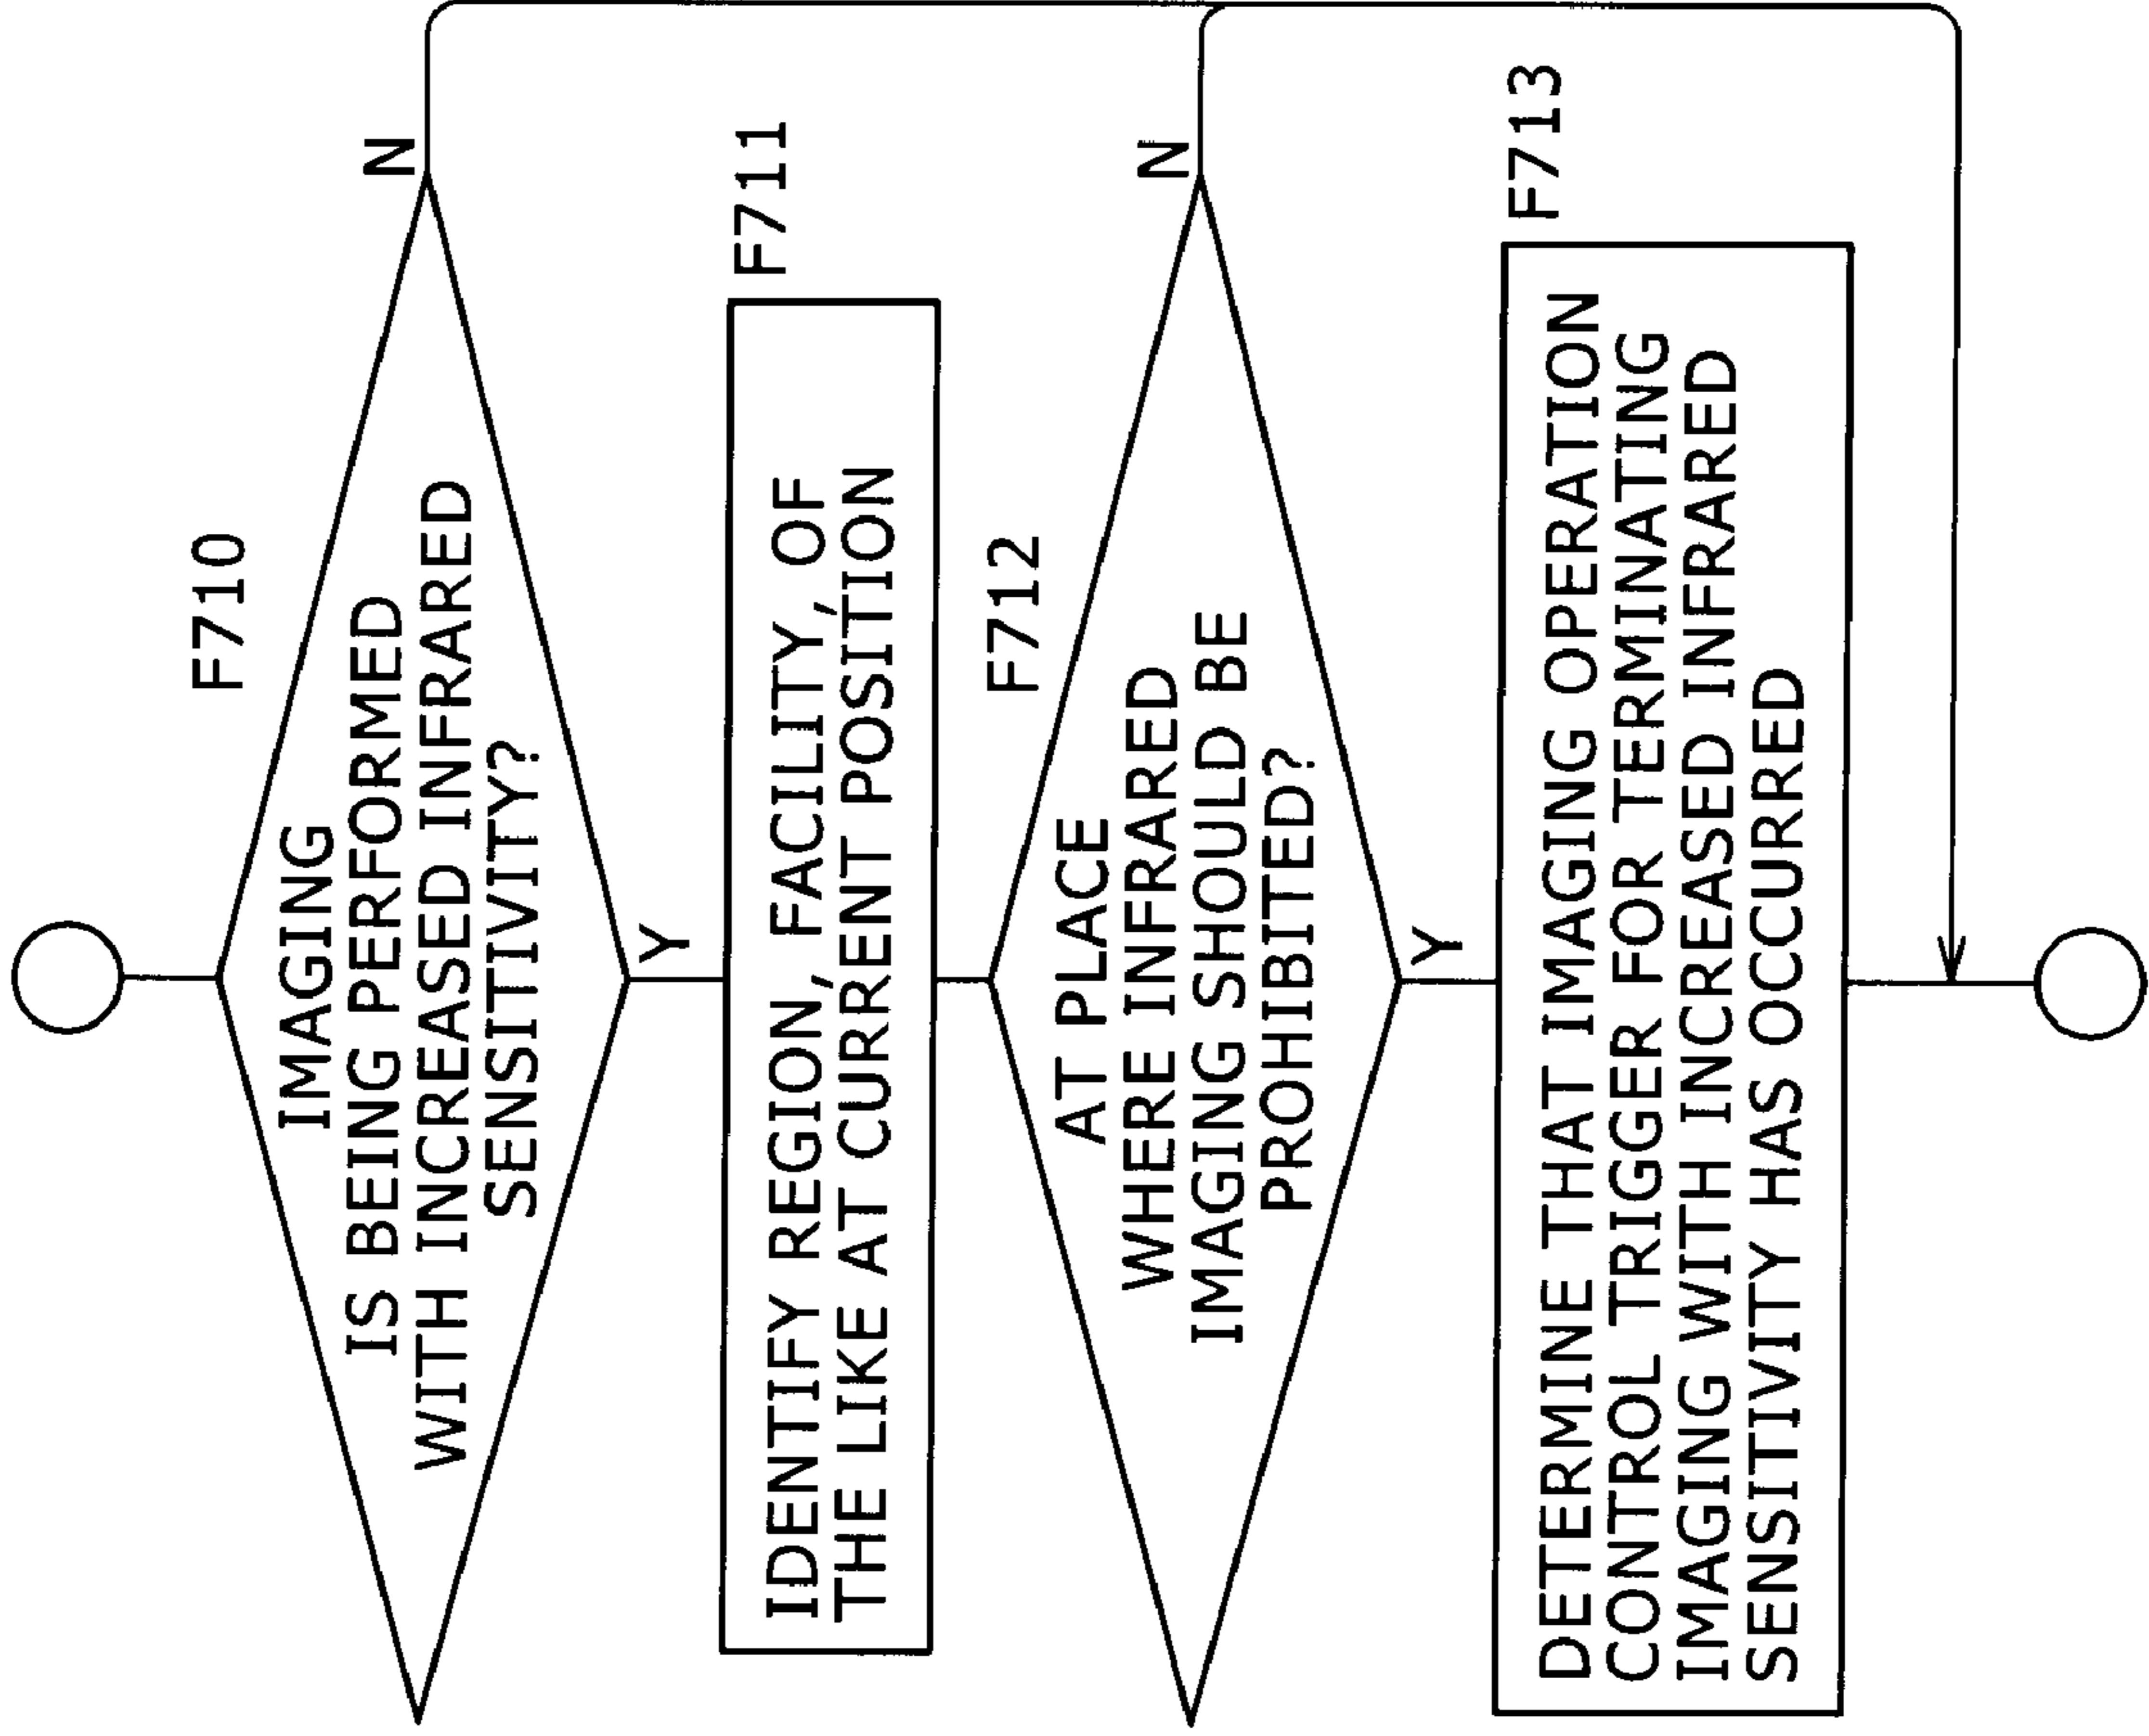 F710
IMAGING
IS BEING PERFORMED
WITH INCREASED INFRARED
SENSITIVITY?
N
Y
F711
IDENTIFY REGION, FACILITY, OF
THE LIKE AT CURRENT POSITION
F712
AT PLACE
WHERE INFRARED
IMAGING SHOULD BE
PROHIBITED?
N
Y
F713
DETERMINE THAT IMAGING OPERATION
CONTROL TRIGGER FOR TERMINATING
IMAGING WITH INCREASED INFRARED
SENSITIVITY HAS OCCURRED